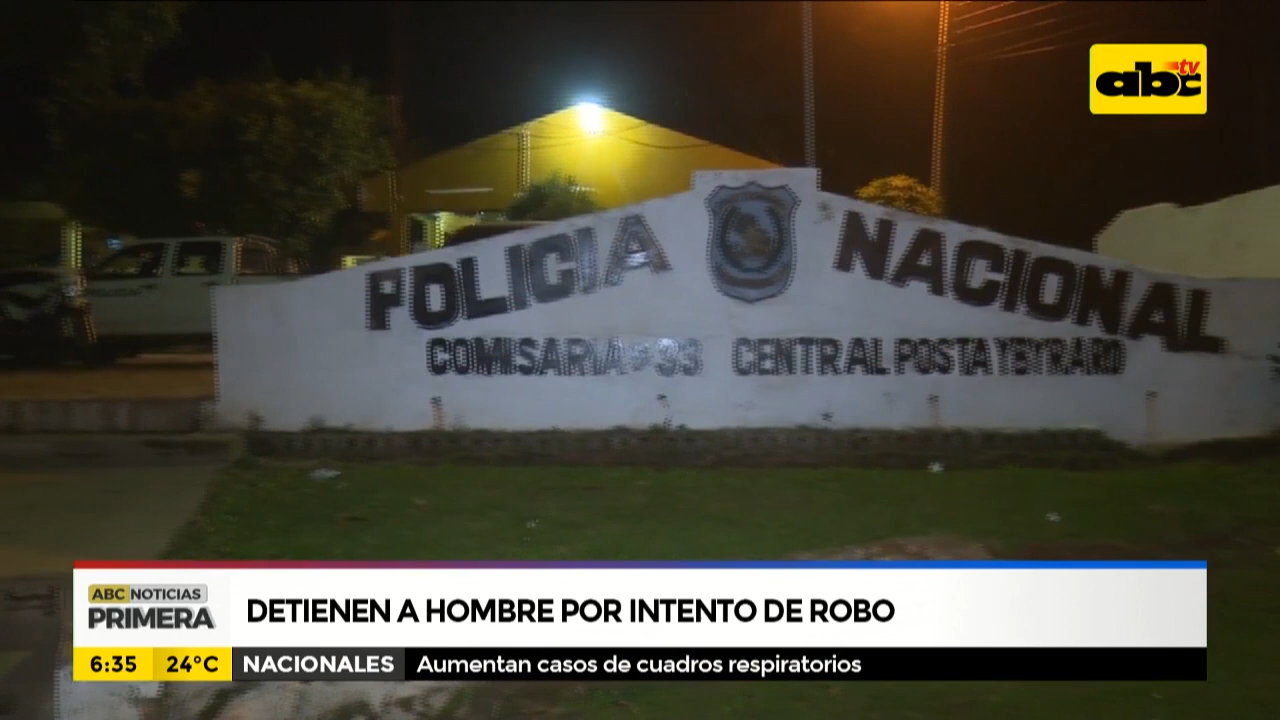 abc tv
POLICIA NACIONAL
COMISARIA CENTRAL POSTA YBYRARO
ABC NOTICIAS
PRIMERA
DETIENEN A HOMBRE POR INTENTO DE ROBO
6:35 24°C NACIONALES Aumentan casos de cuadros respiratorios